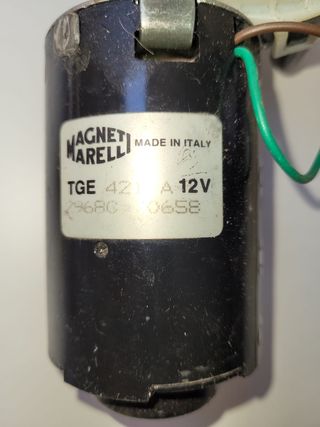 MAGNETI
MARELLI
MADE IN ITALY
TGE A 12V
0658